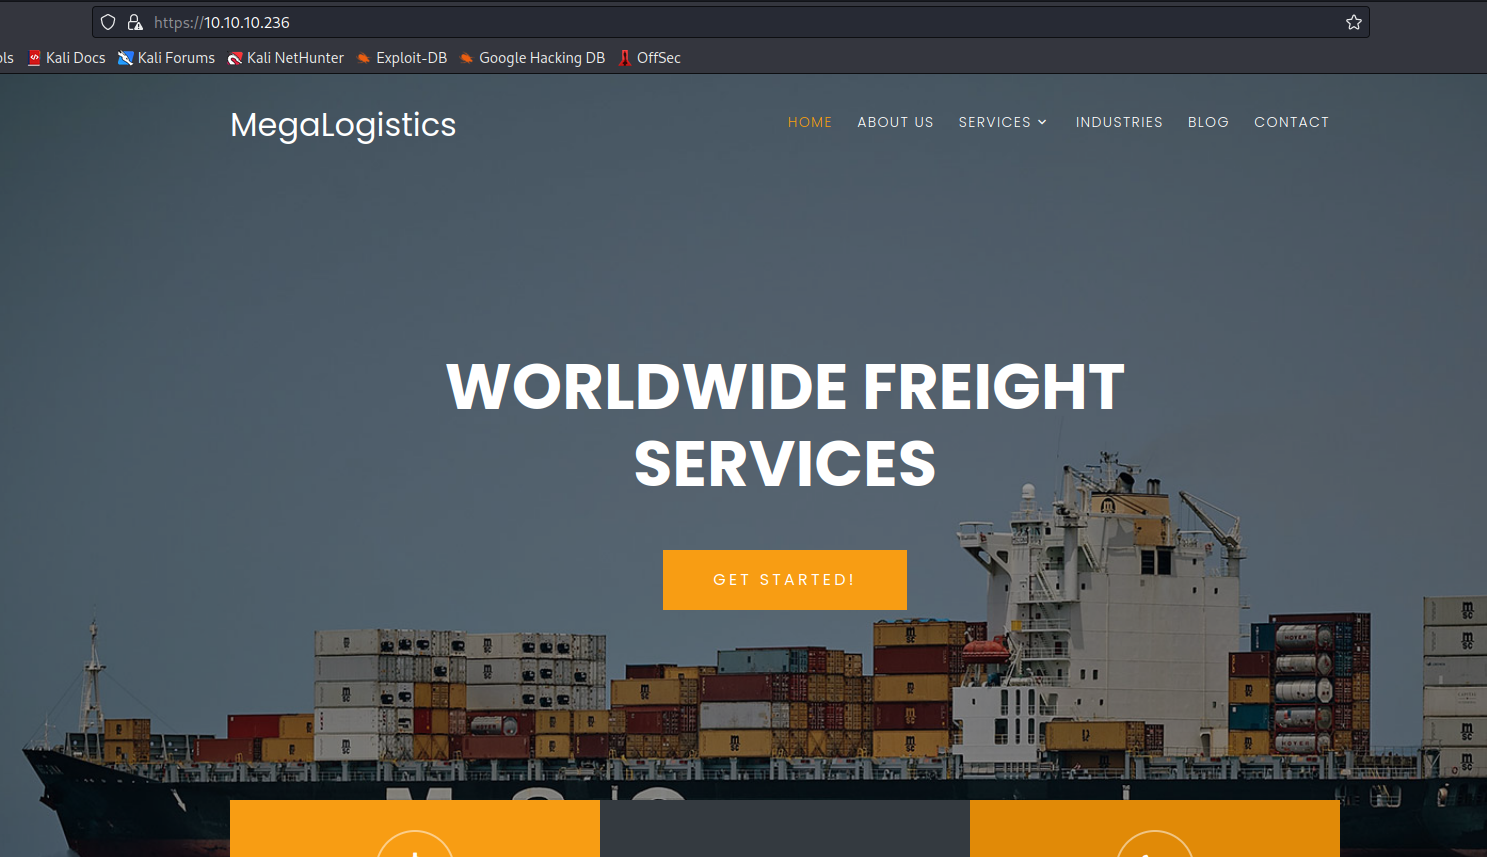 https://10.10.10.236
ols Kali Docs Kali Forums Kali NetHunter Exploit-DB Google Hacking DB OffSec
MegaLogistics
HOME ABOUT US SERVICES INDUSTRIES BLOG CONTACT
WORLDWIDE FREIGHT
SERVICES
GET STARTED!